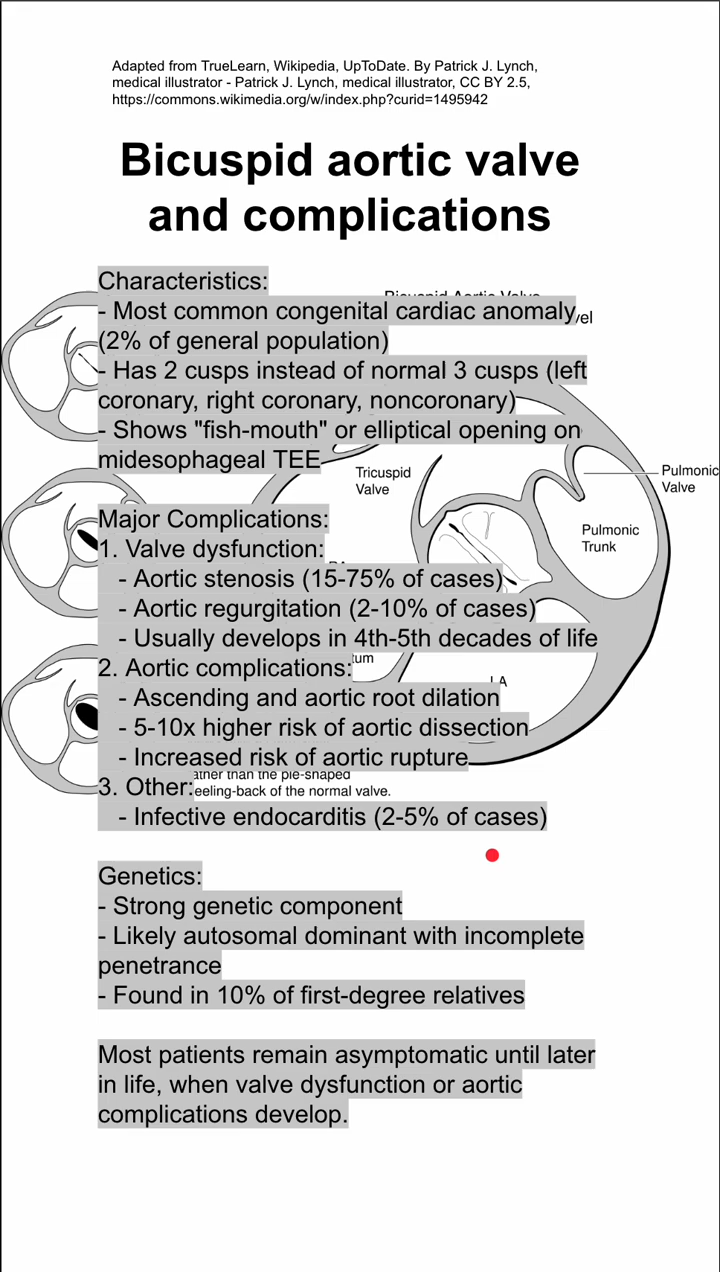 Adapted from TrueLearn, Wikipedia, UpToDate. By Patrick J. Lynch,
medical illustrator - Patrick J. Lynch, medical illustrator, CC BY 2.5,
https://commons.wikimedia.org/w/index.php?curid=1495942
Bicuspid aortic valve
and complications
Characteristics:
Bicuspid Aortic Valve
- Most common congenital cardiac anomaly
(2% of general population)
- Has 2 cusps instead of normal 3 cusps (left
coronary, right coronary, noncoronary)
- Shows "fish-mouth" or elliptical opening on
midesophageal TEE
Tricuspid
Valve
Pulmonic
Valve
Pulmonic
Trunk
Major Complications:
1. Valve dysfunction:
- Aortic stenosis (15-75% of cases)
- Aortic regurgitation (2-10% of cases)
- Usually develops in 4th-5th decades of life
2. Aortic complications:
LA
- Ascending and aortic root dilation
- 5-10x higher risk of aortic dissection
- Increased risk of aortic rupture
than the pie-shaped
3. Other:
of the normal valve.
- Infective endocarditis (2-5% of cases)
Genetics:
- Strong genetic component
- Likely autosomal dominant with incomplete
penetrance
- Found in 10% of first-degree relatives
Most patients remain asymptomatic until later
in life, when valve dysfunction or aortic
complications develop.